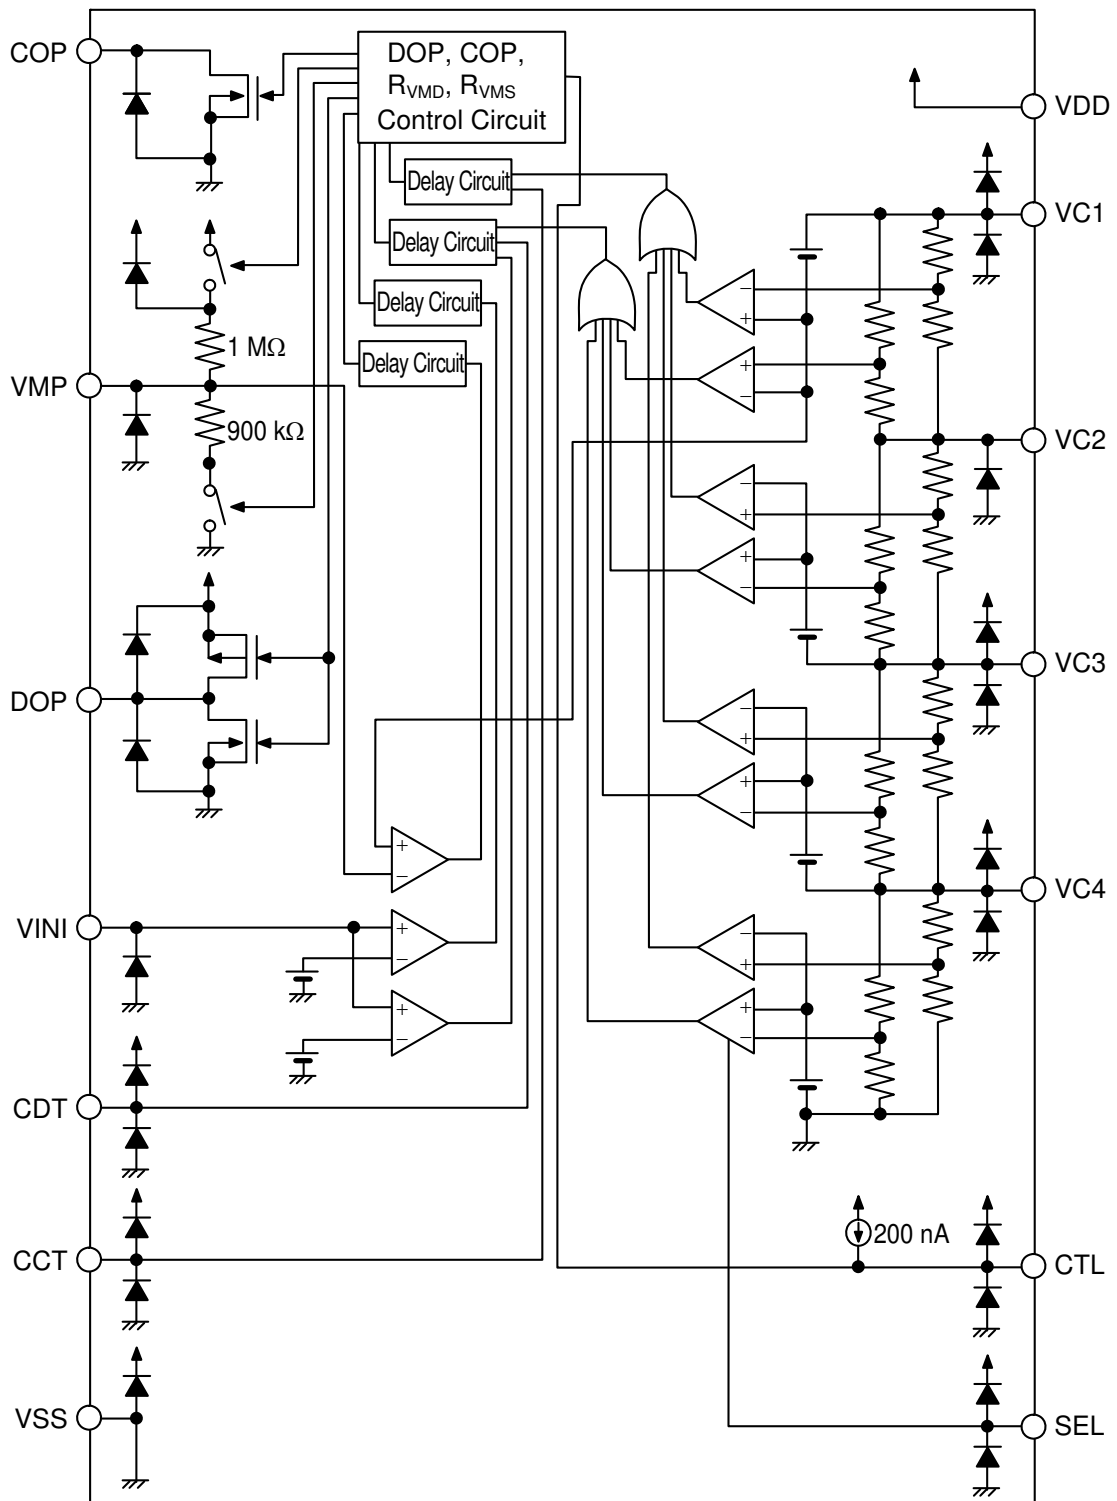 COP
DOP, COP,
RVMD, RVMS
Control Circuit
VDD
Delay Circuit
VC1
Delay Circuit
−
Delay Circuit
+
1 MΩ
Delay Circuit
+
VMP
−
900 kΩ
VC2
−
+
+
−
VC3
DOP
−
+
+
−
+
−
VC4
VINI
+
−
−
+
+
+
−
−
CDT
200 nA
CCT
CTL
VSS
SEL